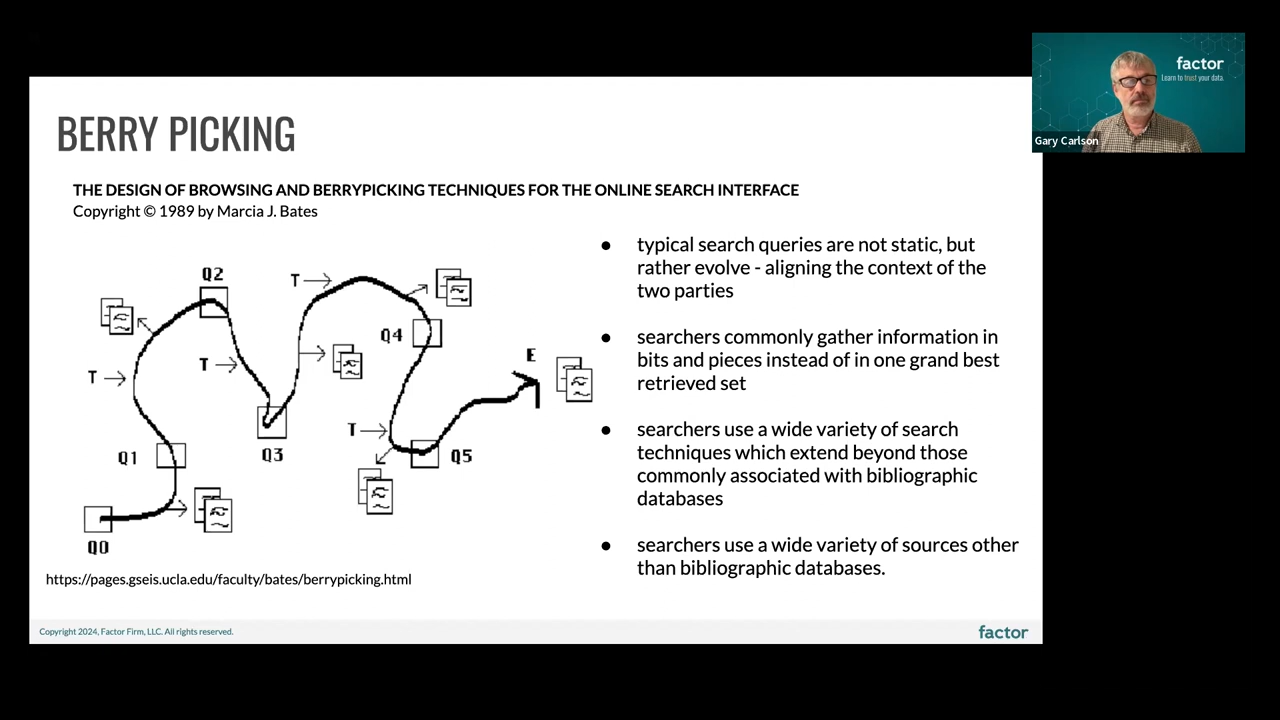 factor
Learn to trust your data.
Gary Carlson
BERRY PICKING
THE DESIGN OF BROWSING AND BERRYPICKING TECHNIQUES FOR THE ONLINE SEARCH INTERFACE
Copyright © 1989 by Marcia J. Bates
Q2
T
Q4
E
T
T
Q1
Q3
T
Q5
Q0
https://pages.gseis.ucla.edu/faculty/bates/berrypicking.html
● typical search queries are not static, but
rather evolve - aligning the context of the
two parties
● searchers commonly gather information in
bits and pieces instead of in one grand best
retrieved set
● searchers use a wide variety of search
techniques which extend beyond those
commonly associated with bibliographic
databases
● searchers use a wide variety of sources other
than bibliographic databases.
Copyright 2024, Factor Firm, LLC. All rights reserved.
factor